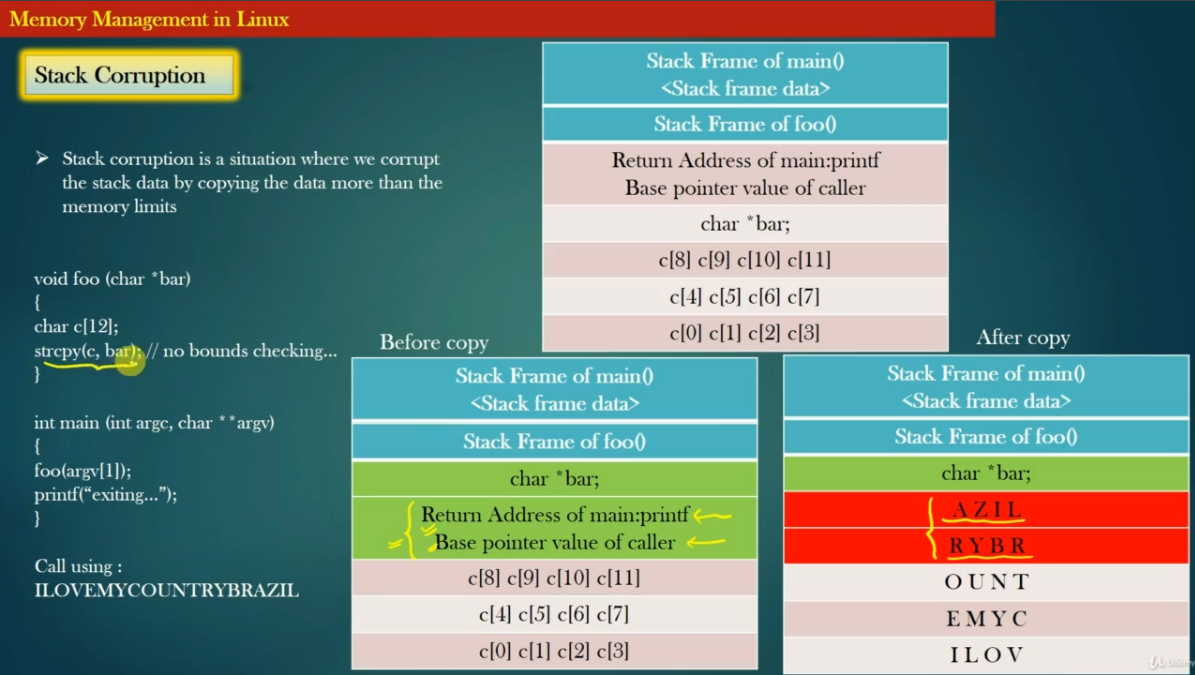 Memory Management in Linux
Stack Corruption
➤ Stack corruption is a situation where we corrupt
the stack data by copying the data more than the
memory limits
void foo (char *bar)
{
char c[12];
strcpy(c, bar); // no bounds checking...
}
int main (int argc, char **argv)
{
foo(argv[1]);
printf(“exiting...”);
}
Call using :
ILOVEMYCOUNTRYBRAZIL
Stack Frame of main()
<Stack frame data>
Stack Frame of foo()
Return Address of main:printf
Base pointer value of caller
char *bar;
c[8] c[9] c[10] c[11]
c[4] c[5] c[6] c[7]
c[0] c[1] c[2] c[3]
Before copy
Stack Frame of main()
<Stack frame data>
Stack Frame of foo()
char *bar;
Return Address of main:printf
Base pointer value of caller
c[8] c[9] c[10] c[11]
c[4] c[5] c[6] c[7]
c[0] c[1] c[2] c[3]
After copy
Stack Frame of main()
<Stack frame data>
Stack Frame of foo()
char *bar;
A Z I L
R Y B R
O U N T
E M Y C
I L O V
Udemy